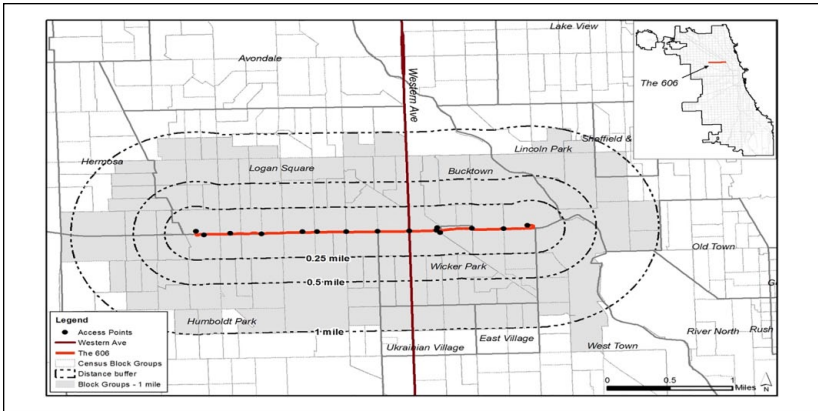 Lake View
Avondale
Western Ave
The 606
Lincoln Park
Sheffield &
Hermosa
Logan Square
Bucktown
Old Town
0.25 mile
Wicker Park
0.5 mile
Humboldt Park
1 mile
River North
Rush
East Village
Ukrainian Village
West Town
Legend
Access Points
Western Ave
The 606
Census Block Groups
Distance buffer
Block Groups - 1 mile
0 0.5 1
Miles
N